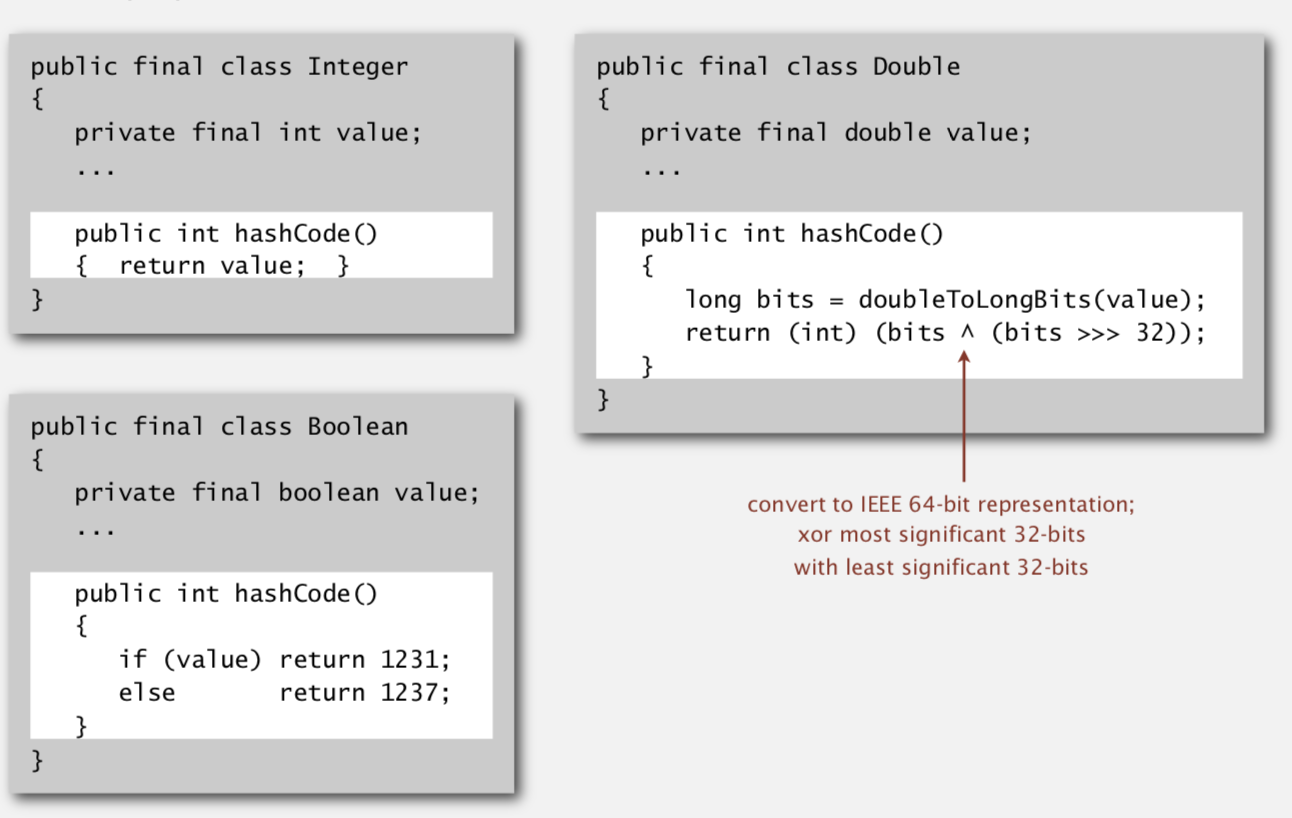 public final class Integer
{
   private final int value;
   ...
   public int hashCode()
   {  return value;  }
}
public final class Boolean
{
   private final boolean value;
   ...
   public int hashCode()
   {
      if (value) return 1231;
      else       return 1237;
   }
}
public final class Double
{
   private final double value;
   ...
   public int hashCode()
   {
      long bits = doubleToLongBits(value);
      return (int) (bits ^ (bits >>> 32));
   }
}
convert to IEEE 64-bit representation;
xor most significant 32-bits
with least significant 32-bits